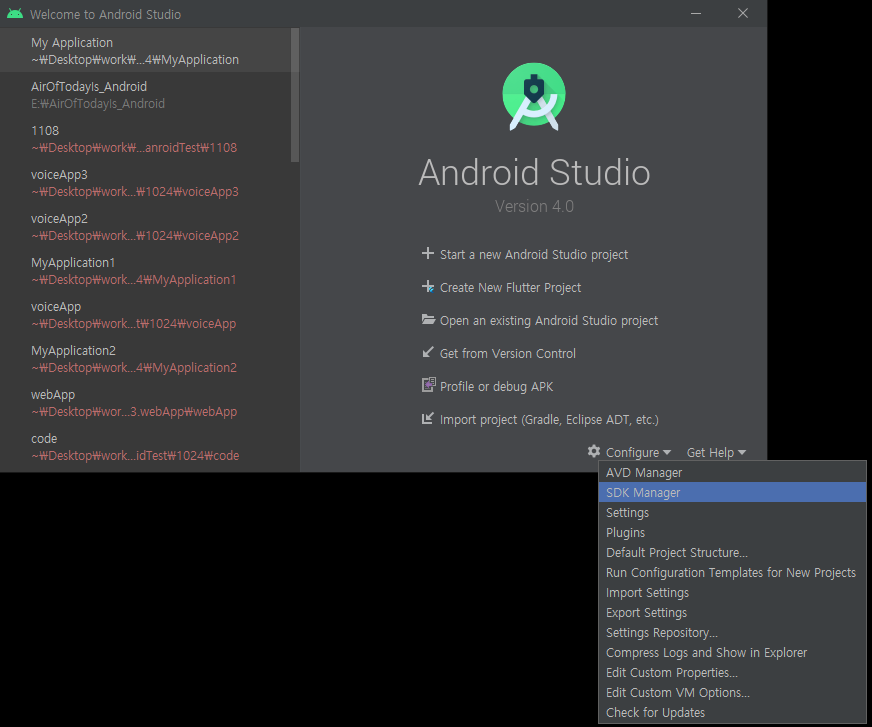 Welcome to Android Studio
My Application
~₩Desktop₩work₩...4₩MyApplication
AirOfTodayIs_Android
E:₩AirOfTodayIs_Android
1108
~₩Desktop₩work₩...anroidTest₩1108
voiceApp3
~₩Desktop₩work...₩1024₩voiceApp3
voiceApp2
~₩Desktop₩work...₩1024₩voiceApp2
MyApplication1
~₩Desktop₩work...4₩MyApplication1
voiceApp
~₩Desktop₩work...t₩1024₩voiceApp
MyApplication2
~₩Desktop₩work...4₩MyApplication2
webApp
~₩Desktop₩wor...3.webApp₩webApp
code
~₩Desktop₩work...idTest₩1024₩code
Android Studio
Version 4.0
Start a new Android Studio project
Create New Flutter Project
Open an existing Android Studio project
Get from Version Control
Profile or debug APK
Import project (Gradle, Eclipse ADT, etc.)
Configure Get Help
AVD Manager
SDK Manager
Settings
Plugins
Default Project Structure...
Run Configuration Templates for New Projects
Import Settings
Export Settings
Settings Repository...
Compress Logs and Show in Explorer
Edit Custom Properties...
Edit Custom VM Options...
Check for Updates